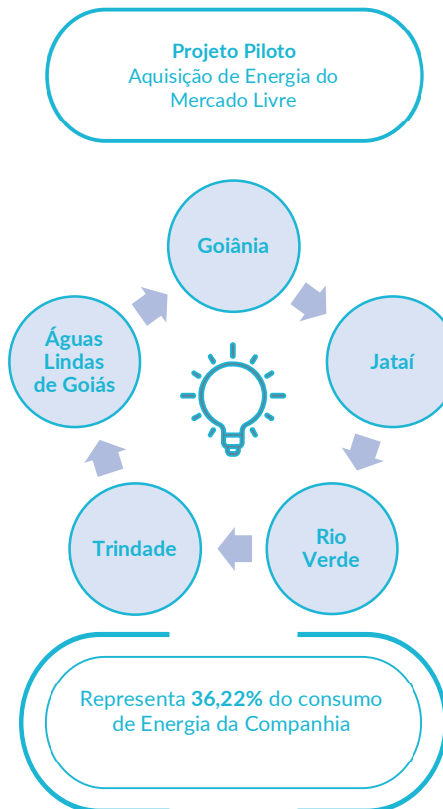 Projeto Piloto
Aquisição de Energia do
Mercado Livre
Goiânia
Jataí
Rio
Verde
Trindade
Águas
Lindas
de Goiás
Representa 36,22% do consumo
de Energia da Companhia